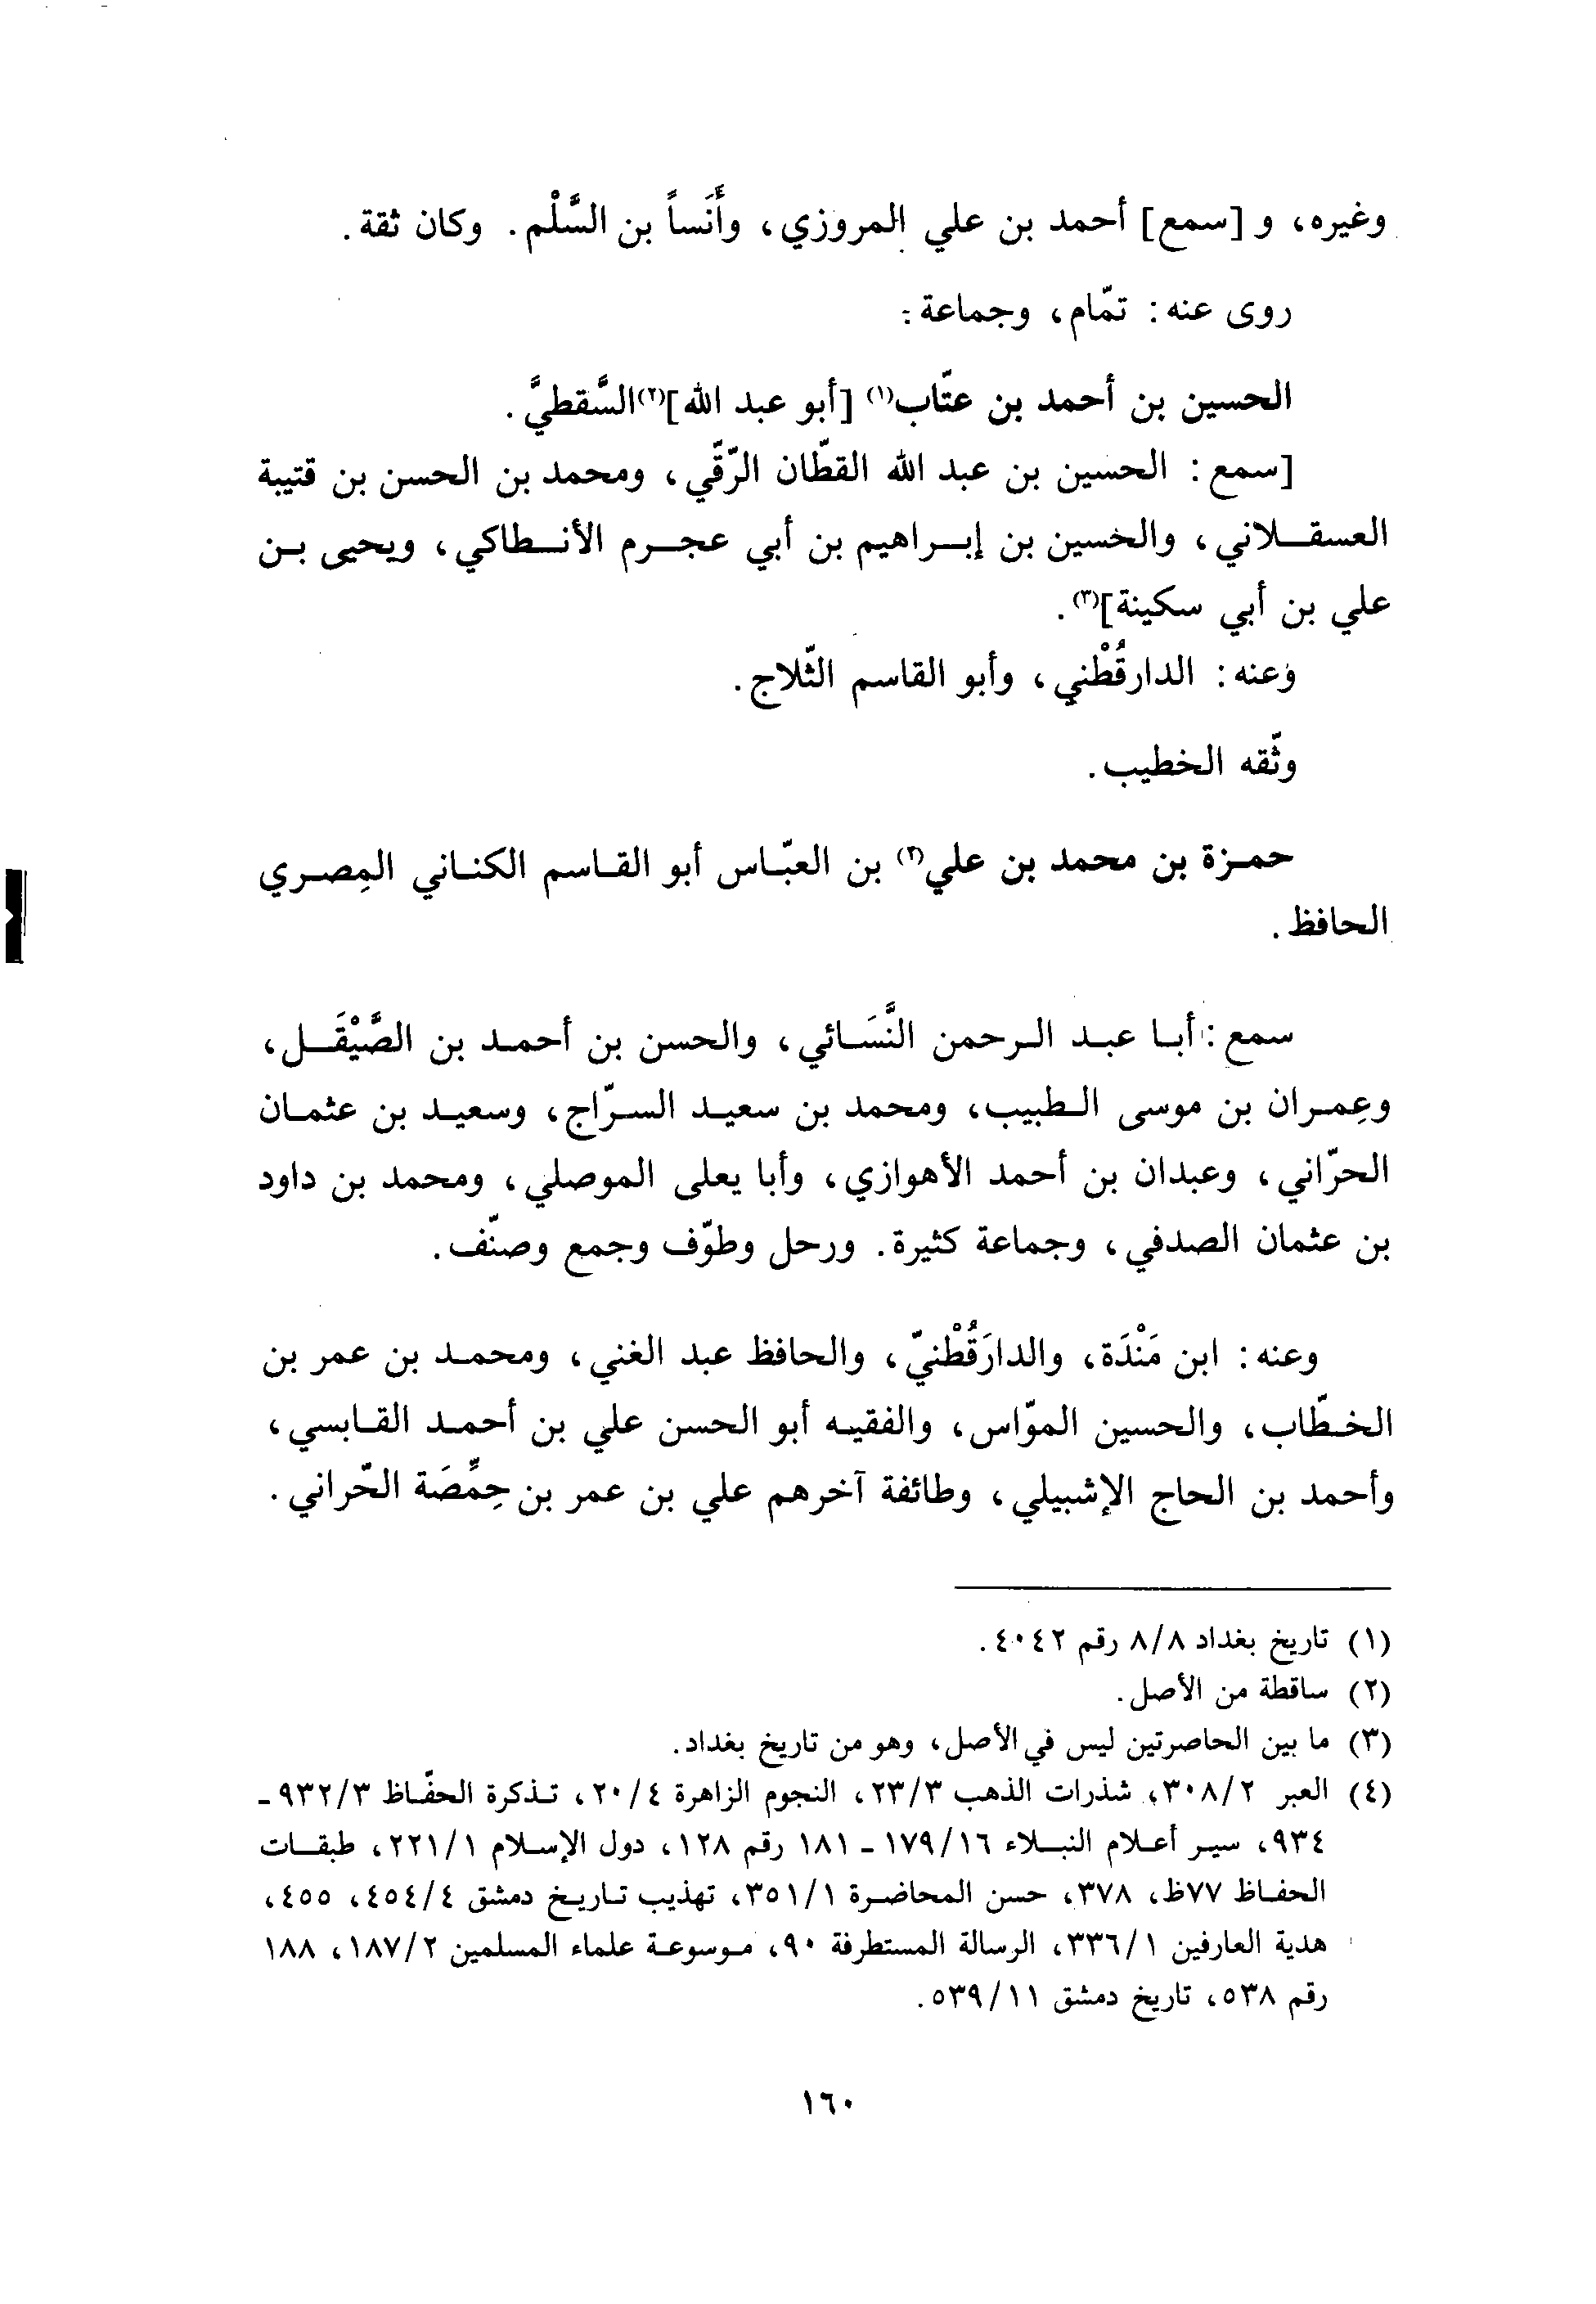 وغيره، و [سمع] أحمد بن علي المروزي، وأَنَساً بن السَّلْم. وكان ثقة.
روى عنه: تمّام، وجماعة:
الحسين بن أحمد بن عتّاب(١) [أبو عبد الله](٢) السَّقطيَّ.
[سمع: الحسين بن عبد الله القطّان الرّقّي، ومحمد بن الحسن بن قتيبة
العسقلاني، والحسين بن إبراهيم بن أبي عجرم الأنطاكي، ويحيى بن
علي بن أبي سكينة](٣).
وعنه: الدارقُطْني، وأبو القاسم الثّلاج.
وثّقه الخطيب.
حمزة بن محمد بن علي(٣) بن العبّاس أبو القاسم الكناني المِصري
الحافظ.
سمع: أبا عبد الرحمن النَّسَائي، والحسن بن أحمد بن الصَّيْقَل،
وعِمران بن موسى الطبيب، ومحمد بن سعيد السرّاج، وسعيد بن عثمان
الحرّاني، وعبدان بن أحمد الأهوازي، وأبا يعلى الموصلي، ومحمد بن داود
بن عثمان الصدفي، وجماعة كثيرة. ورحل وطوّف وجمع وصنّف.
وعنه: ابن مَنْدَة، والدارَقُطْنيّ، والحافظ عبد الغني، ومحمد بن عمر بن
الخطّاب، والحسين الموّاس، والفقيه أبو الحسن علي بن أحمد القابسي،
وأحمد بن الحاج الإشبيلي، وطائفة آخرهم علي بن عمر بن حِمِّصَة الحّراني.
(١) تاريخ بغداد ٨/٨ رقم ٤٠٤٢.
(٢) ساقطة من الأصل.
(٣) ما بين الحاصرتين ليس في الأصل، وهو من تاريخ بغداد.
(٤) العبر ٣٠٨/٢، شذرات الذهب ٢٣/٣، النجوم الزاهرة ٢٠/٤، تذكرة الحفّاظ ٩٣٢/٣ -
٩٣٤، سير أعلام النبلاء ١٧٩/١٦ - ١٨١ رقم ١٢٨، دول الإسلام ٢٢١/١، طبقات
الحفاظ ٧٧ظ، ٣٧٨، حسن المحاضرة ٣٥١/١، تهذيب تاريخ دمشق ٤٥٤/٤، ٤٥٥،
هدية العارفين ٣٣٦/١، الرسالة المستطرفة ٩٠، موسوعة علماء المسلمين ١٨٧/٢، ١٨٨
رقم ٥٣٨، تاريخ دمشق ٥٣٩/١١.
١٦٠